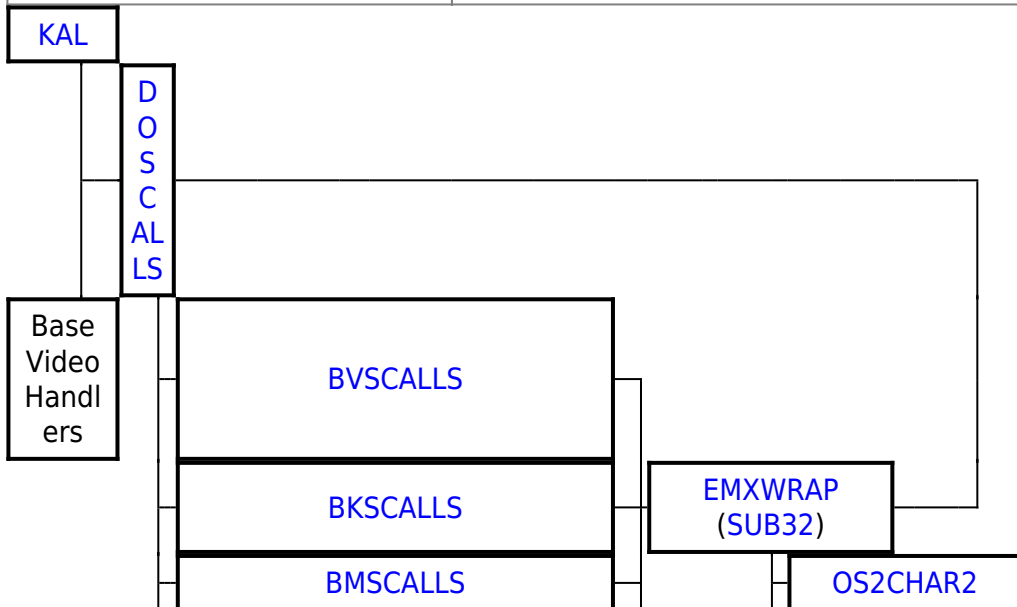 KAL
D
O
S
C
AL
LS
Base
Video
Handl
ers
BVSCALLS
BKSCALLS
EMXWRAP
(SUB32)
BMSCALLS
OS2CHAR2